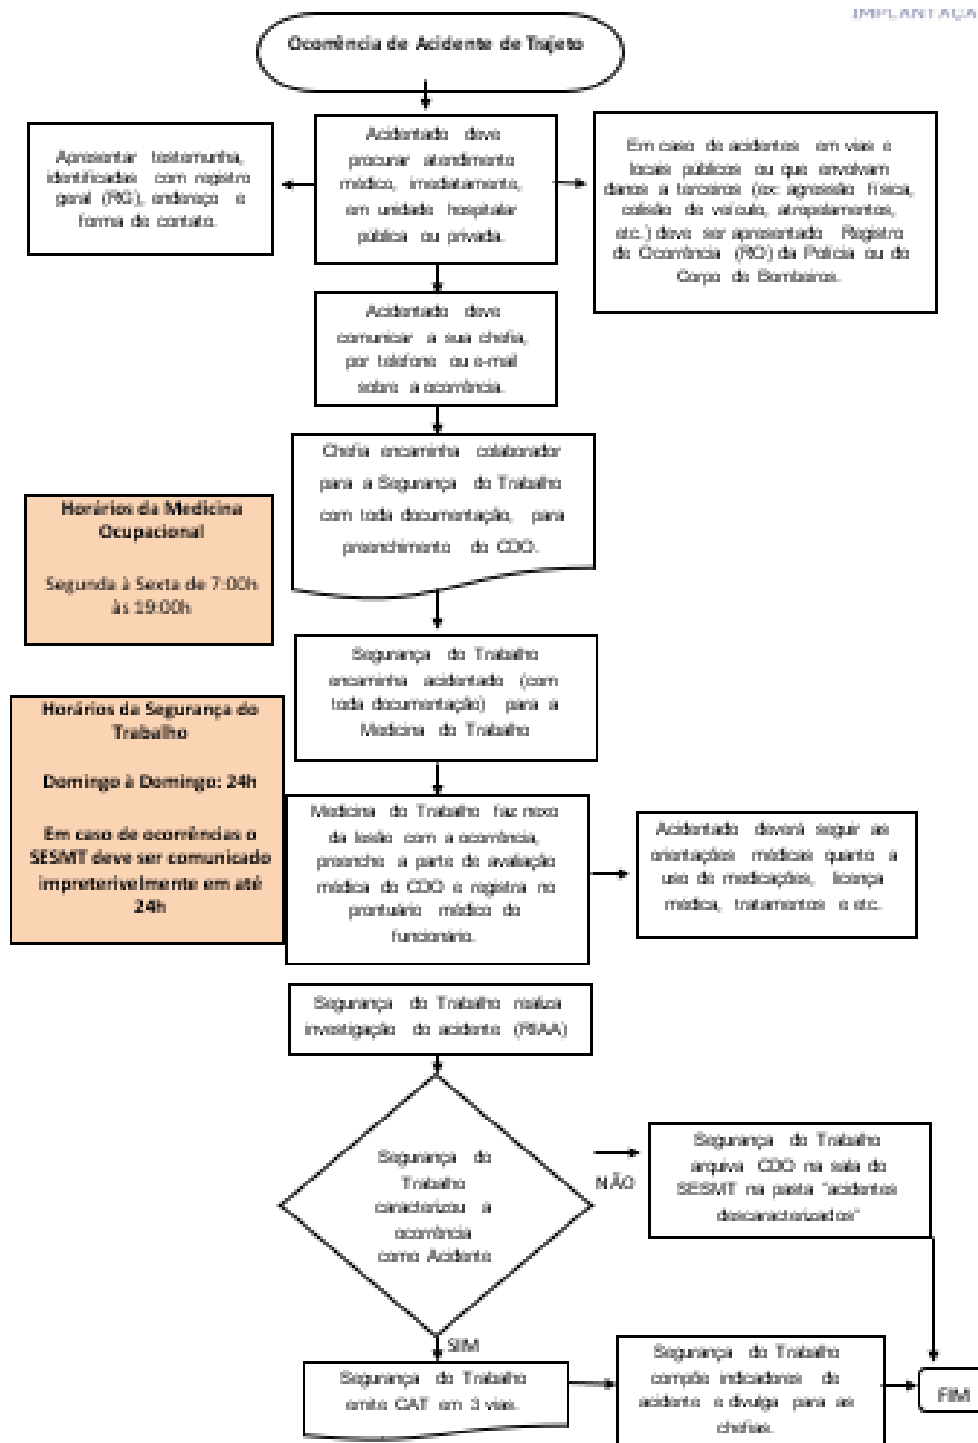 IMPLANTAÇÃ
Ocorrência de Acidente de Trajeto
Acidentado deve
procurar atendimento
médico, imediatamente,
em unidade hospitalar
pública ou privada.
Apresentar testemunha,
identificadas com registro
geral (RG), endereço e
forma de contato.
Em caso de acidentes em vias e
locais públicos ou que envolvam
danos a terceiros (ex: agressão física,
colisão de veículo, atropelamentos,
etc.) deve ser apresentado Registro
de Ocorrência (RO) da Polícia ou do
Corpo de Bombeiros.
Acidentado deve
comunicar a sua chefia,
por telefone ou e-mail
sobre a ocorrência.
Chefia encaminha colaborador
para a Segurança do Trabalho
com toda documentação, para
preenchimento do CDO.
Horários da Medicina
Ocupacional
Segunda à Sexta de 7:00h
às 19:00h
Segurança do Trabalho
encaminha acidentado (com
toda documentação) para a
Medicina do Trabalho
Horários da Segurança do
Trabalho
Domingo à Domingo: 24h
Em caso de ocorrências o
SESMT deve ser comunicado
impreterivelmente em até
24h
Medicina do Trabalho faz nexo
da lesão com a ocorrência,
preenche a parte de avaliação
médica do CDO e registra no
prontuário médico do
funcionário.
Acidentado deverá seguir as
orientações médicas quanto a
uso de medicações, licença
médica, tratamentos e etc.
Segurança do Trabalho realiza
investigação do acidente (RIAA)
Segurança do
Trabalho
caracterizou a
ocorrência
como Acidente
NÃO
Segurança do Trabalho
arquiva CDO na sala do
SESMT na pasta "acidentes
descaracterizados"
SIM
Segurança do Trabalho
emite CAT em 3 vias.
Segurança do Trabalho
compõe indicadores de
acidente e divulga para as
chefias.
FIM